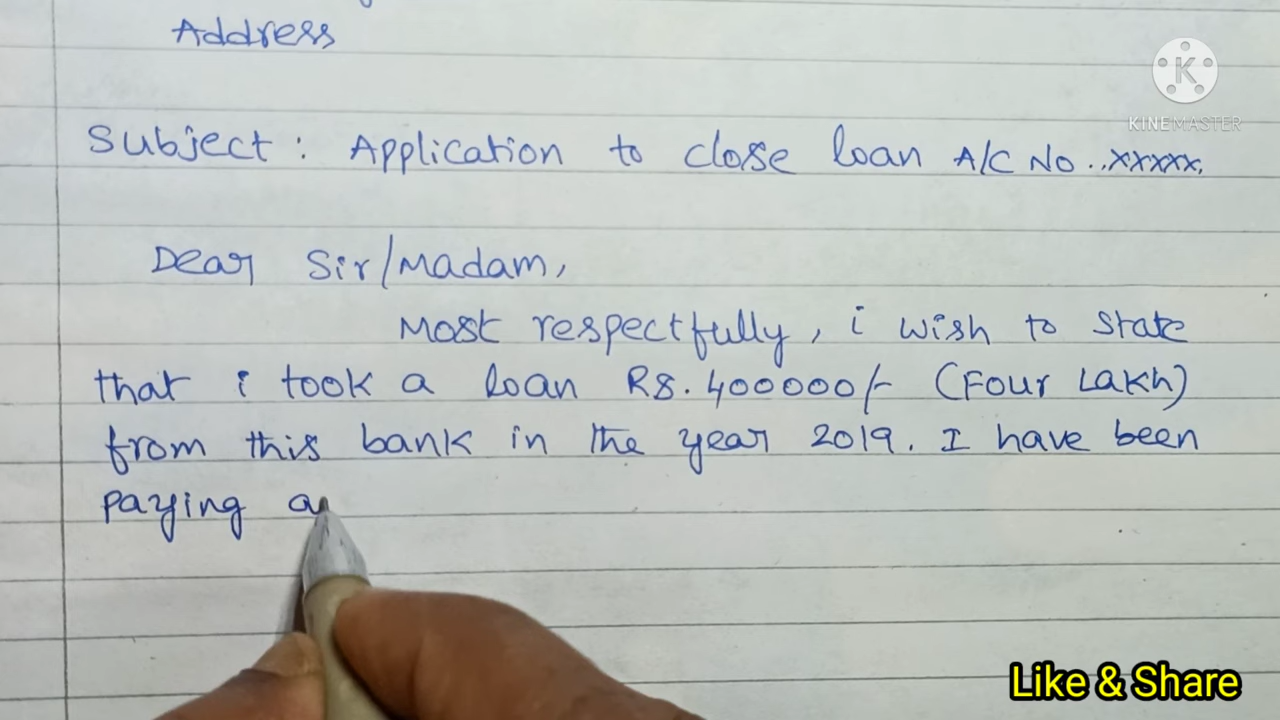 Address
KINEMASTER
Subject: Application to close loan A/C No..xxxxx.
Dear Sir/Madam,
Most respectfully, i wish to state
that i took a loan Rs. 400000/- (Four Lakh)
from this bank in the year 2019. I have been
paying
Like & Share